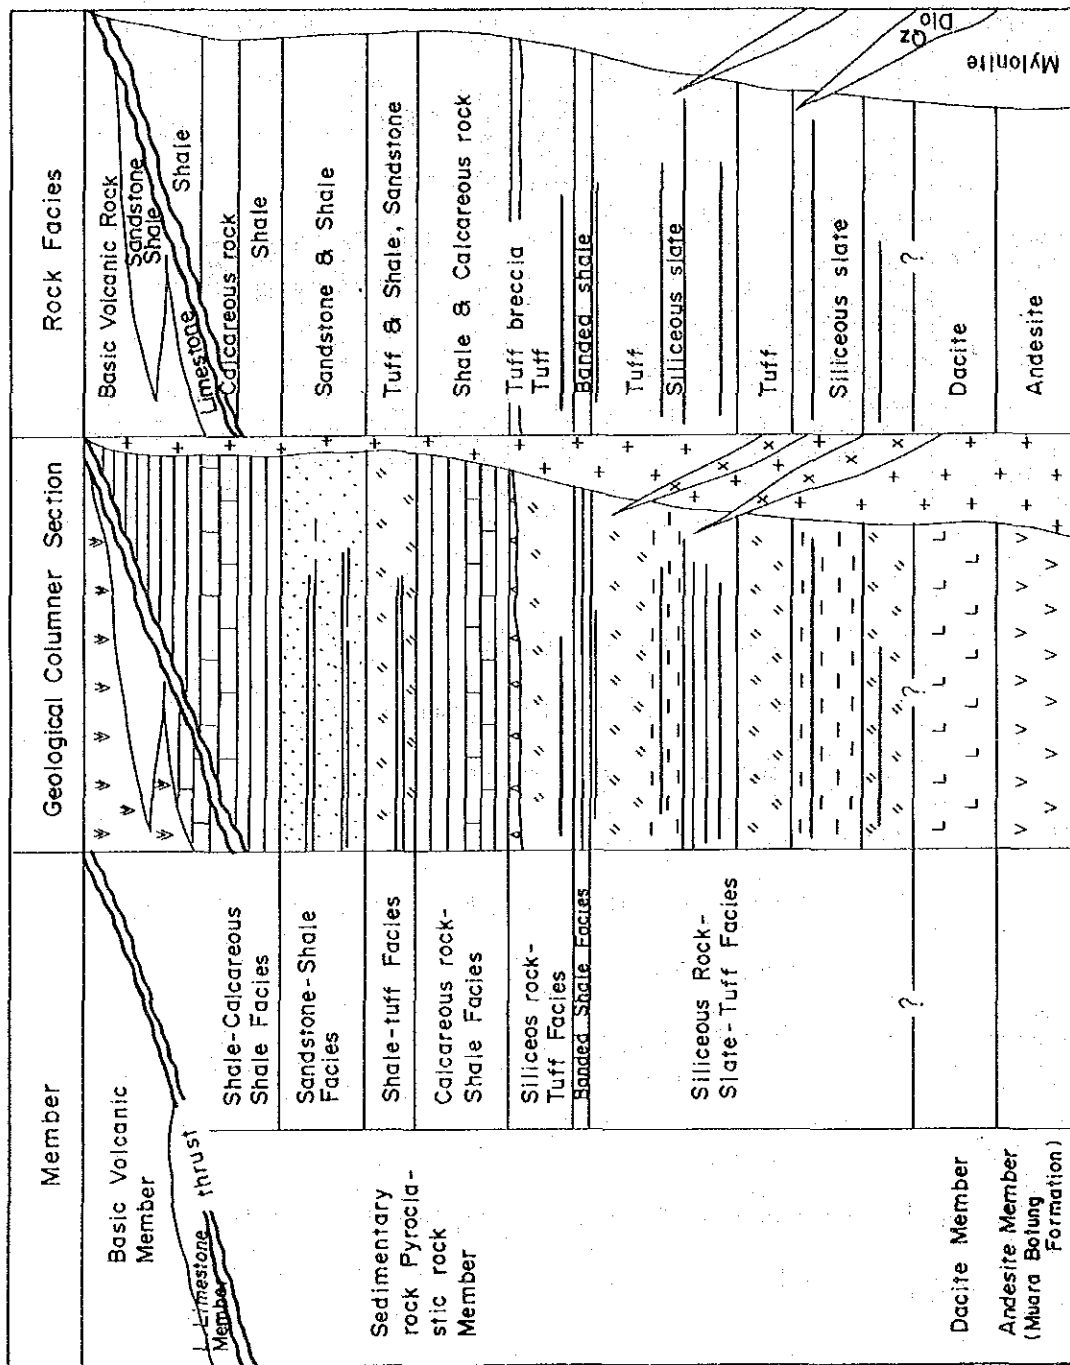 Member
Geological Columner Section
Rock Facies
Basic Volcanic
Member
Limestone
Member
thrust
Sedimentary
rock Pyrocla-
stic rock
Member
Dacite Member
Andesite Member
(Muara Botung
Formation)
Shale-Calcareous
Shale Facies
Sandstone-Shale
Facies
Shale-tuff Facies
Calcareous rock-
Shale Facies
Siliceos rock-
Tuff Facies
Banded Shale Facies
Siliceous Rock-
Slate-Tuff Facies
?
?
Basic Volcanic Rock
Sandstone
Shale
Shale
Limestone
Calcareous rock
Shale
Sandstone & Shale
Tuff & Shale, Sandstone
Shale & Calcareous rock
Tuff breccia
Tuff
Banded shale
Tuff
Siliceous slate
Tuff
Siliceous slate
?
Dacite
Andesite
Qz
Dio
Mylonite